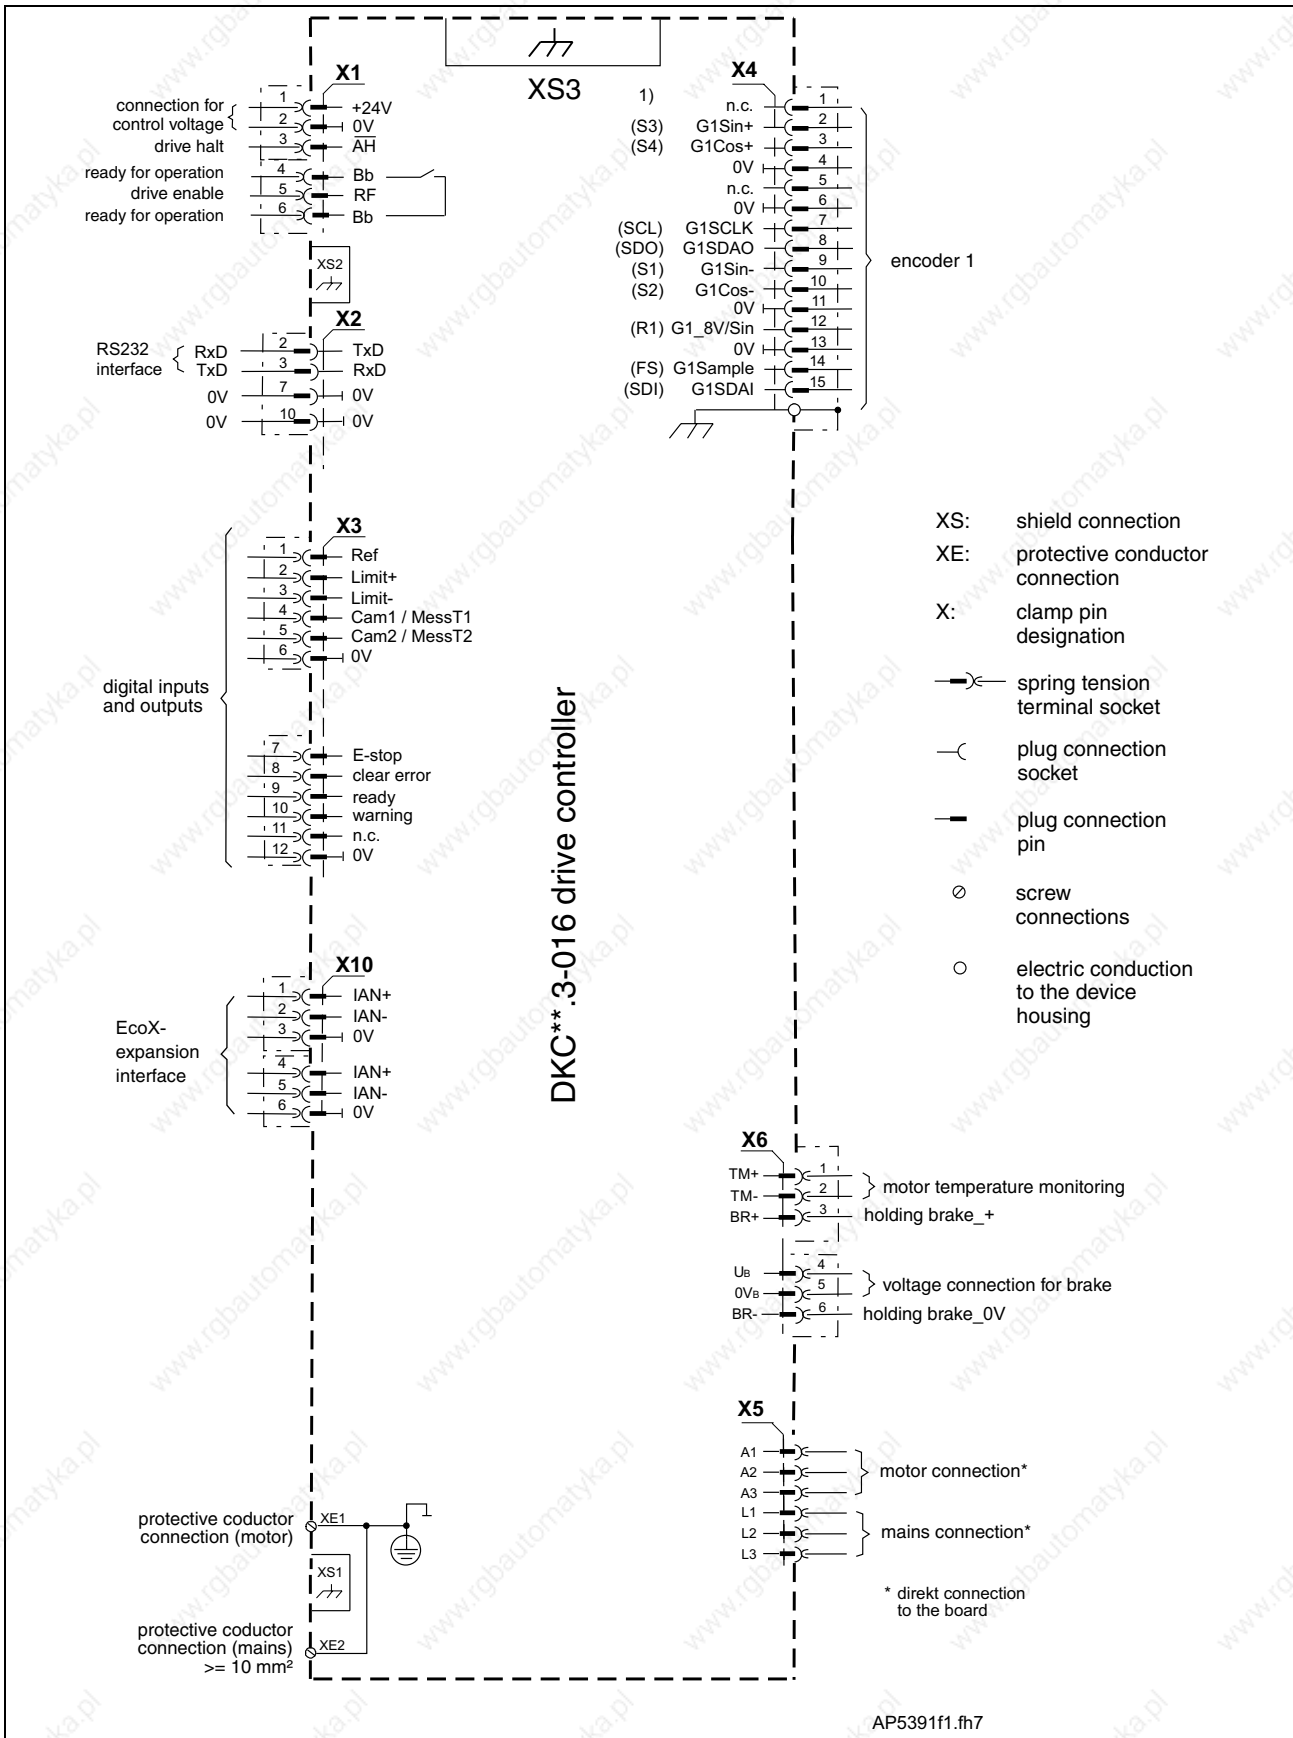 XS3
X1
connection for
control voltage
drive halt
1 +24V
2 0V
3 AH
ready for operation 4 Bb
drive enable 5 RF
ready for operation 6 Bb
XS2
X2
RS232
interface
RxD 2 TxD
TxD 3 RxD
0V 7 0V
0V 10 0V
X3
digital inputs
and outputs
1 Ref
2 Limit+
3 Limit-
4 Cam1 / MessT1
5 Cam2 / MessT2
6 0V
7 E-stop
8 clear error
9 ready
10 warning
11 n.c.
12 0V
X10
EcoX-
expansion
interface
1 IAN+
2 IAN-
3 0V
4 IAN+
5 IAN-
6 0V
protective coductor
connection (motor)
XE1
XS1
protective coductor
connection (mains)
>= 10 mm²
XE2
DKC**.3-016 drive controller
X4
1)
n.c. 1
(S3) G1Sin+ 2
(S4) G1Cos+ 3
0V 4
n.c. 5
0V 6
(SCL) G1SCLK 7
(SDO) G1SDAO 8
(S1) G1Sin- 9
(S2) G1Cos- 10
0V 11
(R1) G1_8V/Sin 12
0V 13
(FS) G1Sample 14
(SDI) G1SDAI 15
encoder 1
XS: shield connection
XE: protective conductor
connection
X: clamp pin
designation
spring tension
terminal socket
plug connection
socket
plug connection
pin
screw
connections
electric conduction
to the device
housing
X6
TM+ 1
TM- 2
motor temperature monitoring
BR+ 3 holding brake_+
UB 4
0VB 5
voltage connection for brake
BR- 6 holding brake_0V
X5
A1
A2
A3
motor connection*
L1
L2
L3
mains connection*
* direkt connection
to the board
AP5391f1.fh7
www.rgbautomatyka.pl